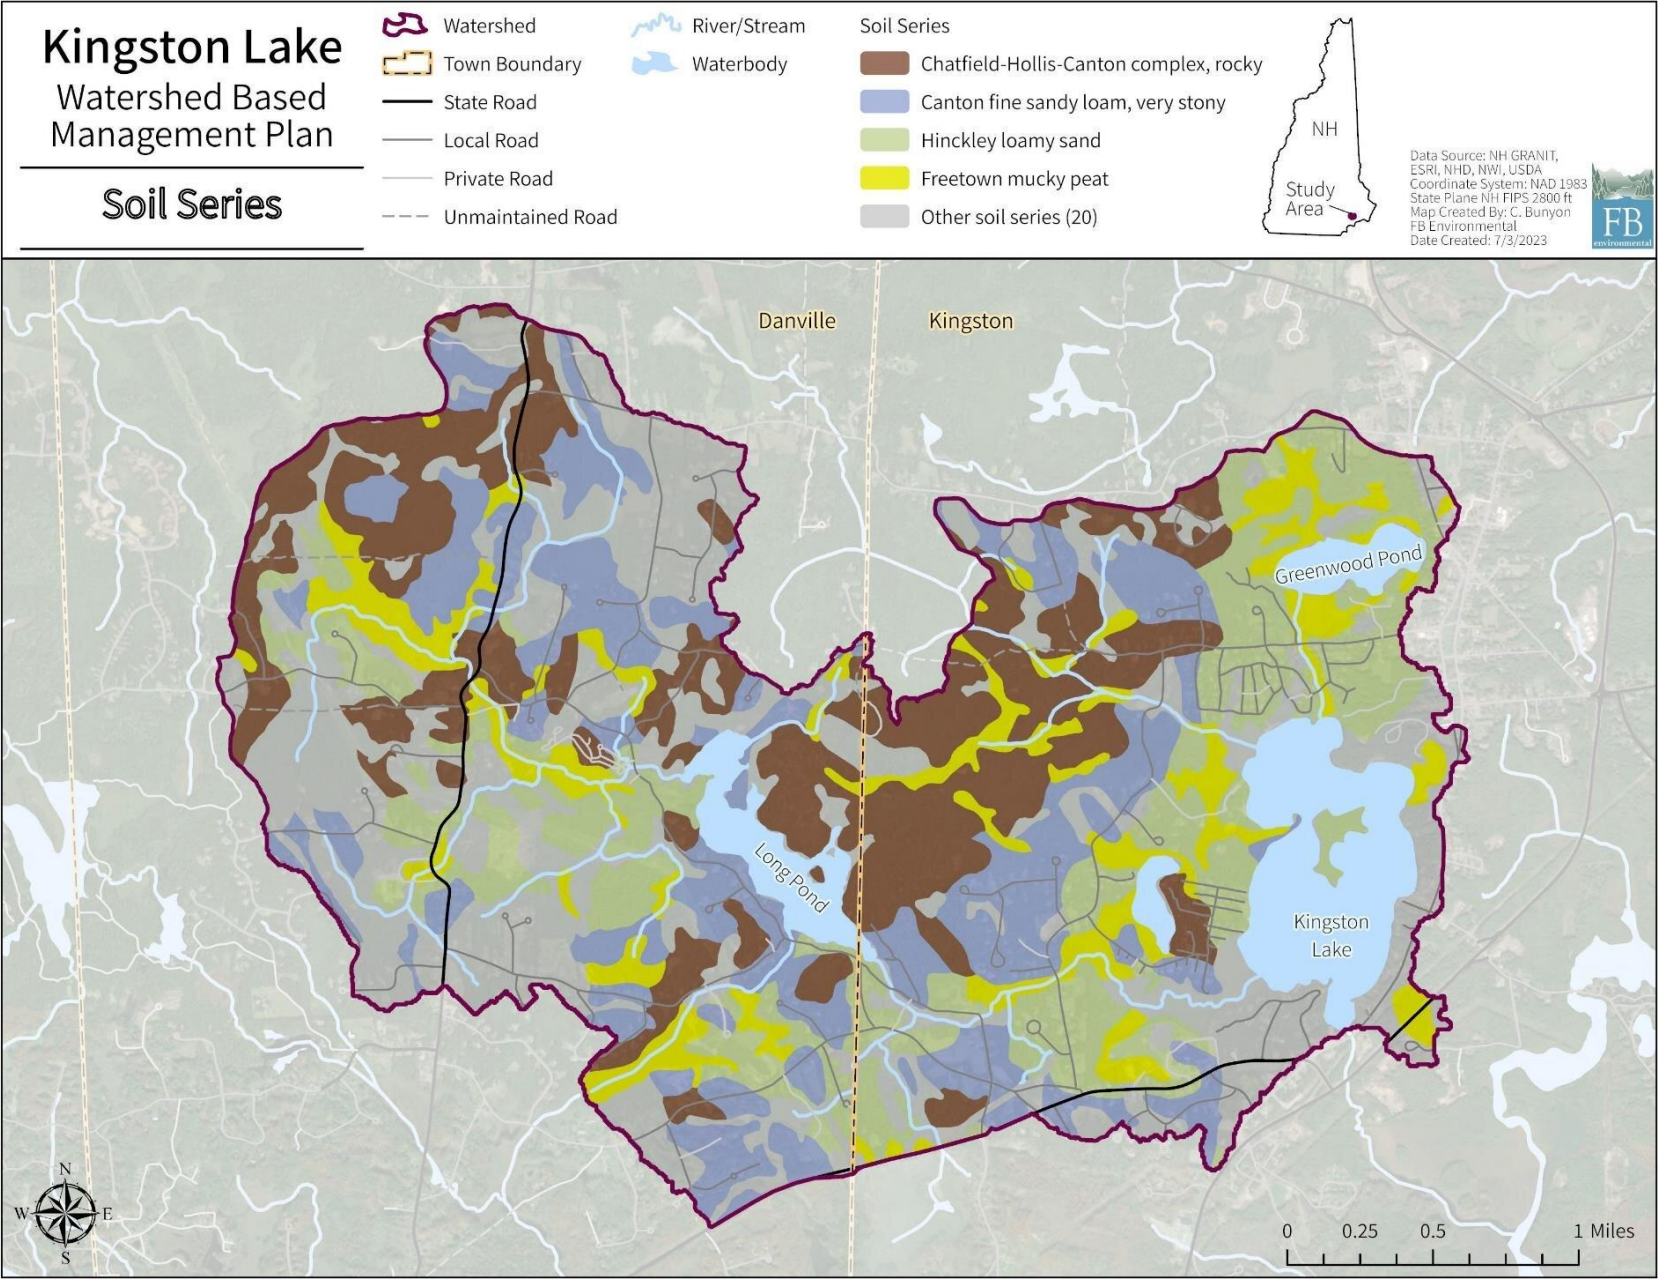 Kingston Lake
Watershed Based
Management Plan
Soil Series
Watershed
Town Boundary
State Road
Local Road
Private Road
Unmaintained Road
River/Stream
Waterbody
Soil Series
Chatfield-Hollis-Canton complex, rocky
Canton fine sandy loam, very stony
Hinckley loamy sand
Freetown mucky peat
Other soil series (20)
NH
Study
Area
Data Source: NH GRANIT,
ESRI, NHD, NWI, USDA
Coordinate System: NAD 1983
State Plane NH FIPS 2800 ft
Map Created By: C. Bunyon
FB Environmental
Date Created: 7/3/2023
FB
environmental
Danville
Kingston
Greenwood Pond
Long Pond
Kingston
Lake
N
W E
S
0 0.25 0.5 1 Miles